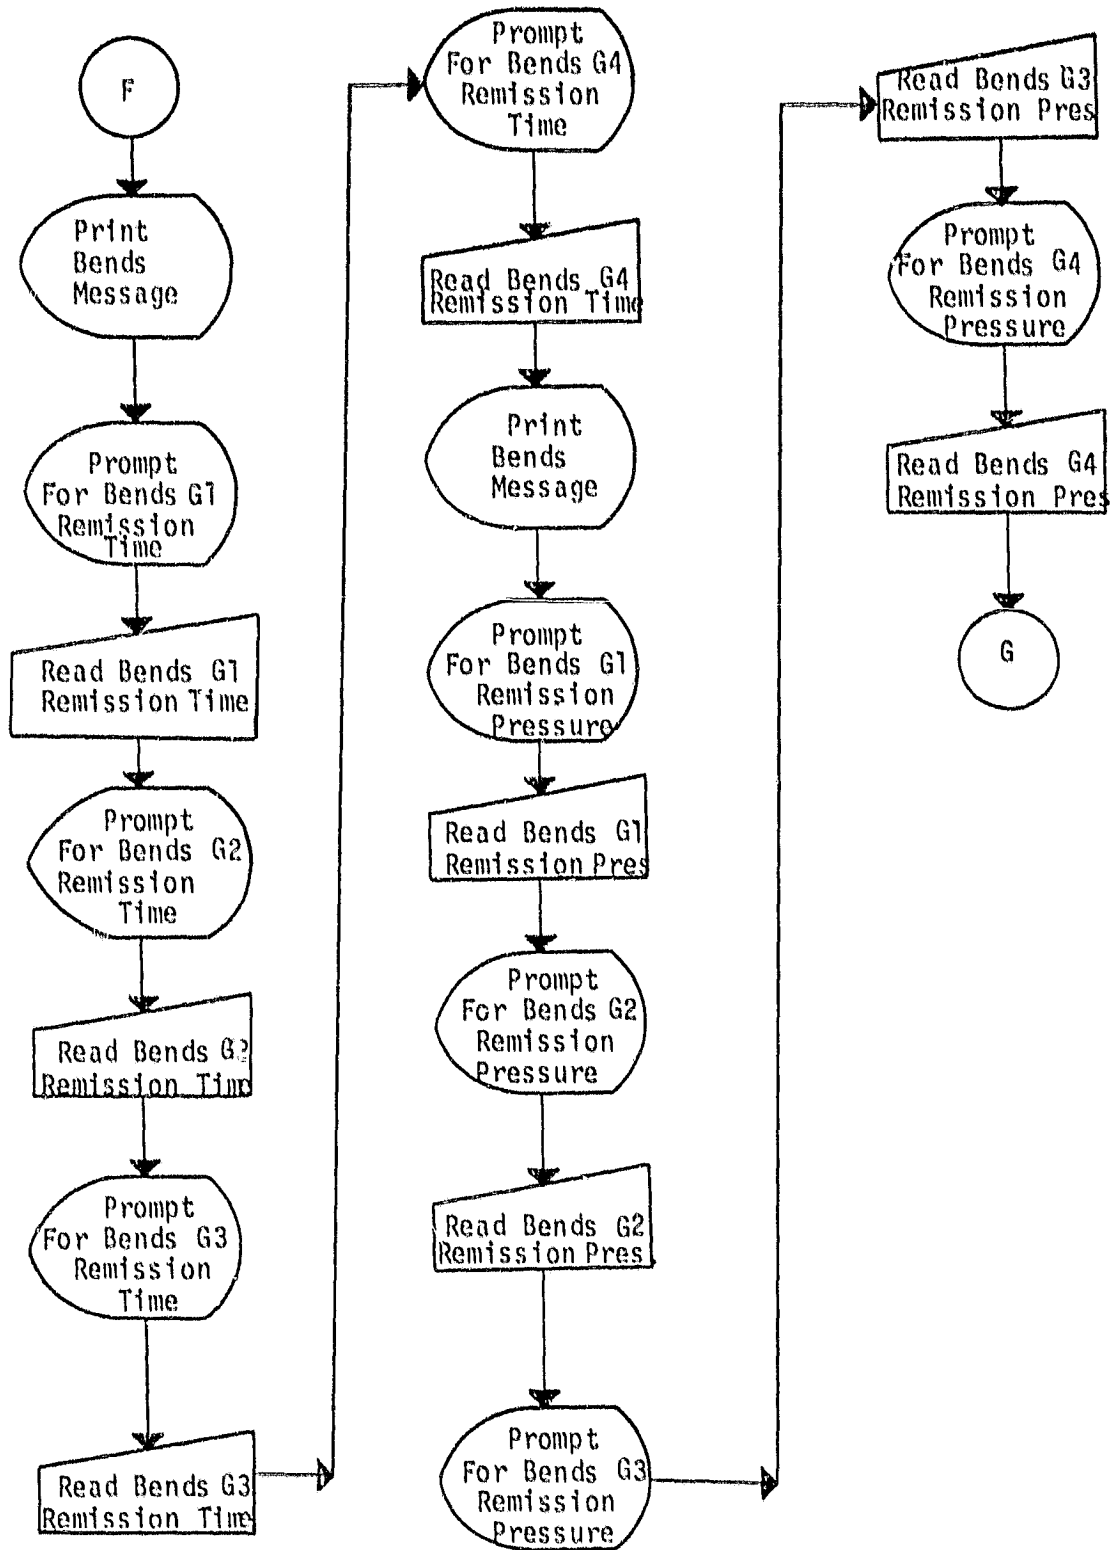 F
Print
Bends
Message
Prompt
For Bends G1
Remission
Time
Read Bends G1
Remission Time
Prompt
For Bends G2
Remission
Time
Read Bends G2
Remission Time
Prompt
For Bends G3
Remission
Time
Read Bends G3
Remission Time
Prompt
For Bends G4
Remission
Time
Read Bends G4
Remission Time
Print
Bends
Message
Prompt
For Bends G1
Remission
Pressure
Read Bends G1
Remission Pres
Prompt
For Bends G2
Remission
Pressure
Read Bends G2
Remission Pres.
Prompt
For Bends G3
Remission
Pressure
Read Bends G3
Remission Pres
Prompt
For Bends G4
Remission
Pressure
Read Bends G4
Remission Pres
G